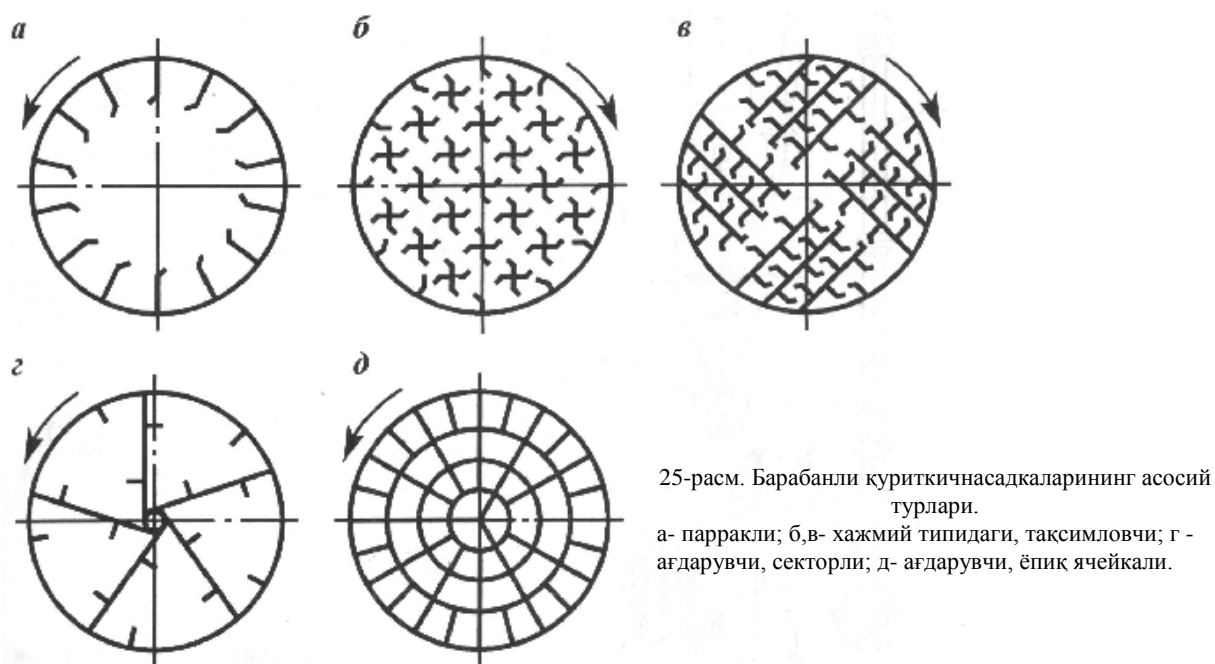 а
б
в
г
д
25-расм. Барабанли қуриткичнасадкаларининг асосий
турлари.
а- парракли; б,в- хажмий типидаги, тақсимловчи; г -
ағдарувчи, секторли; д- ағдарувчи, ёпиқ ячейкали.